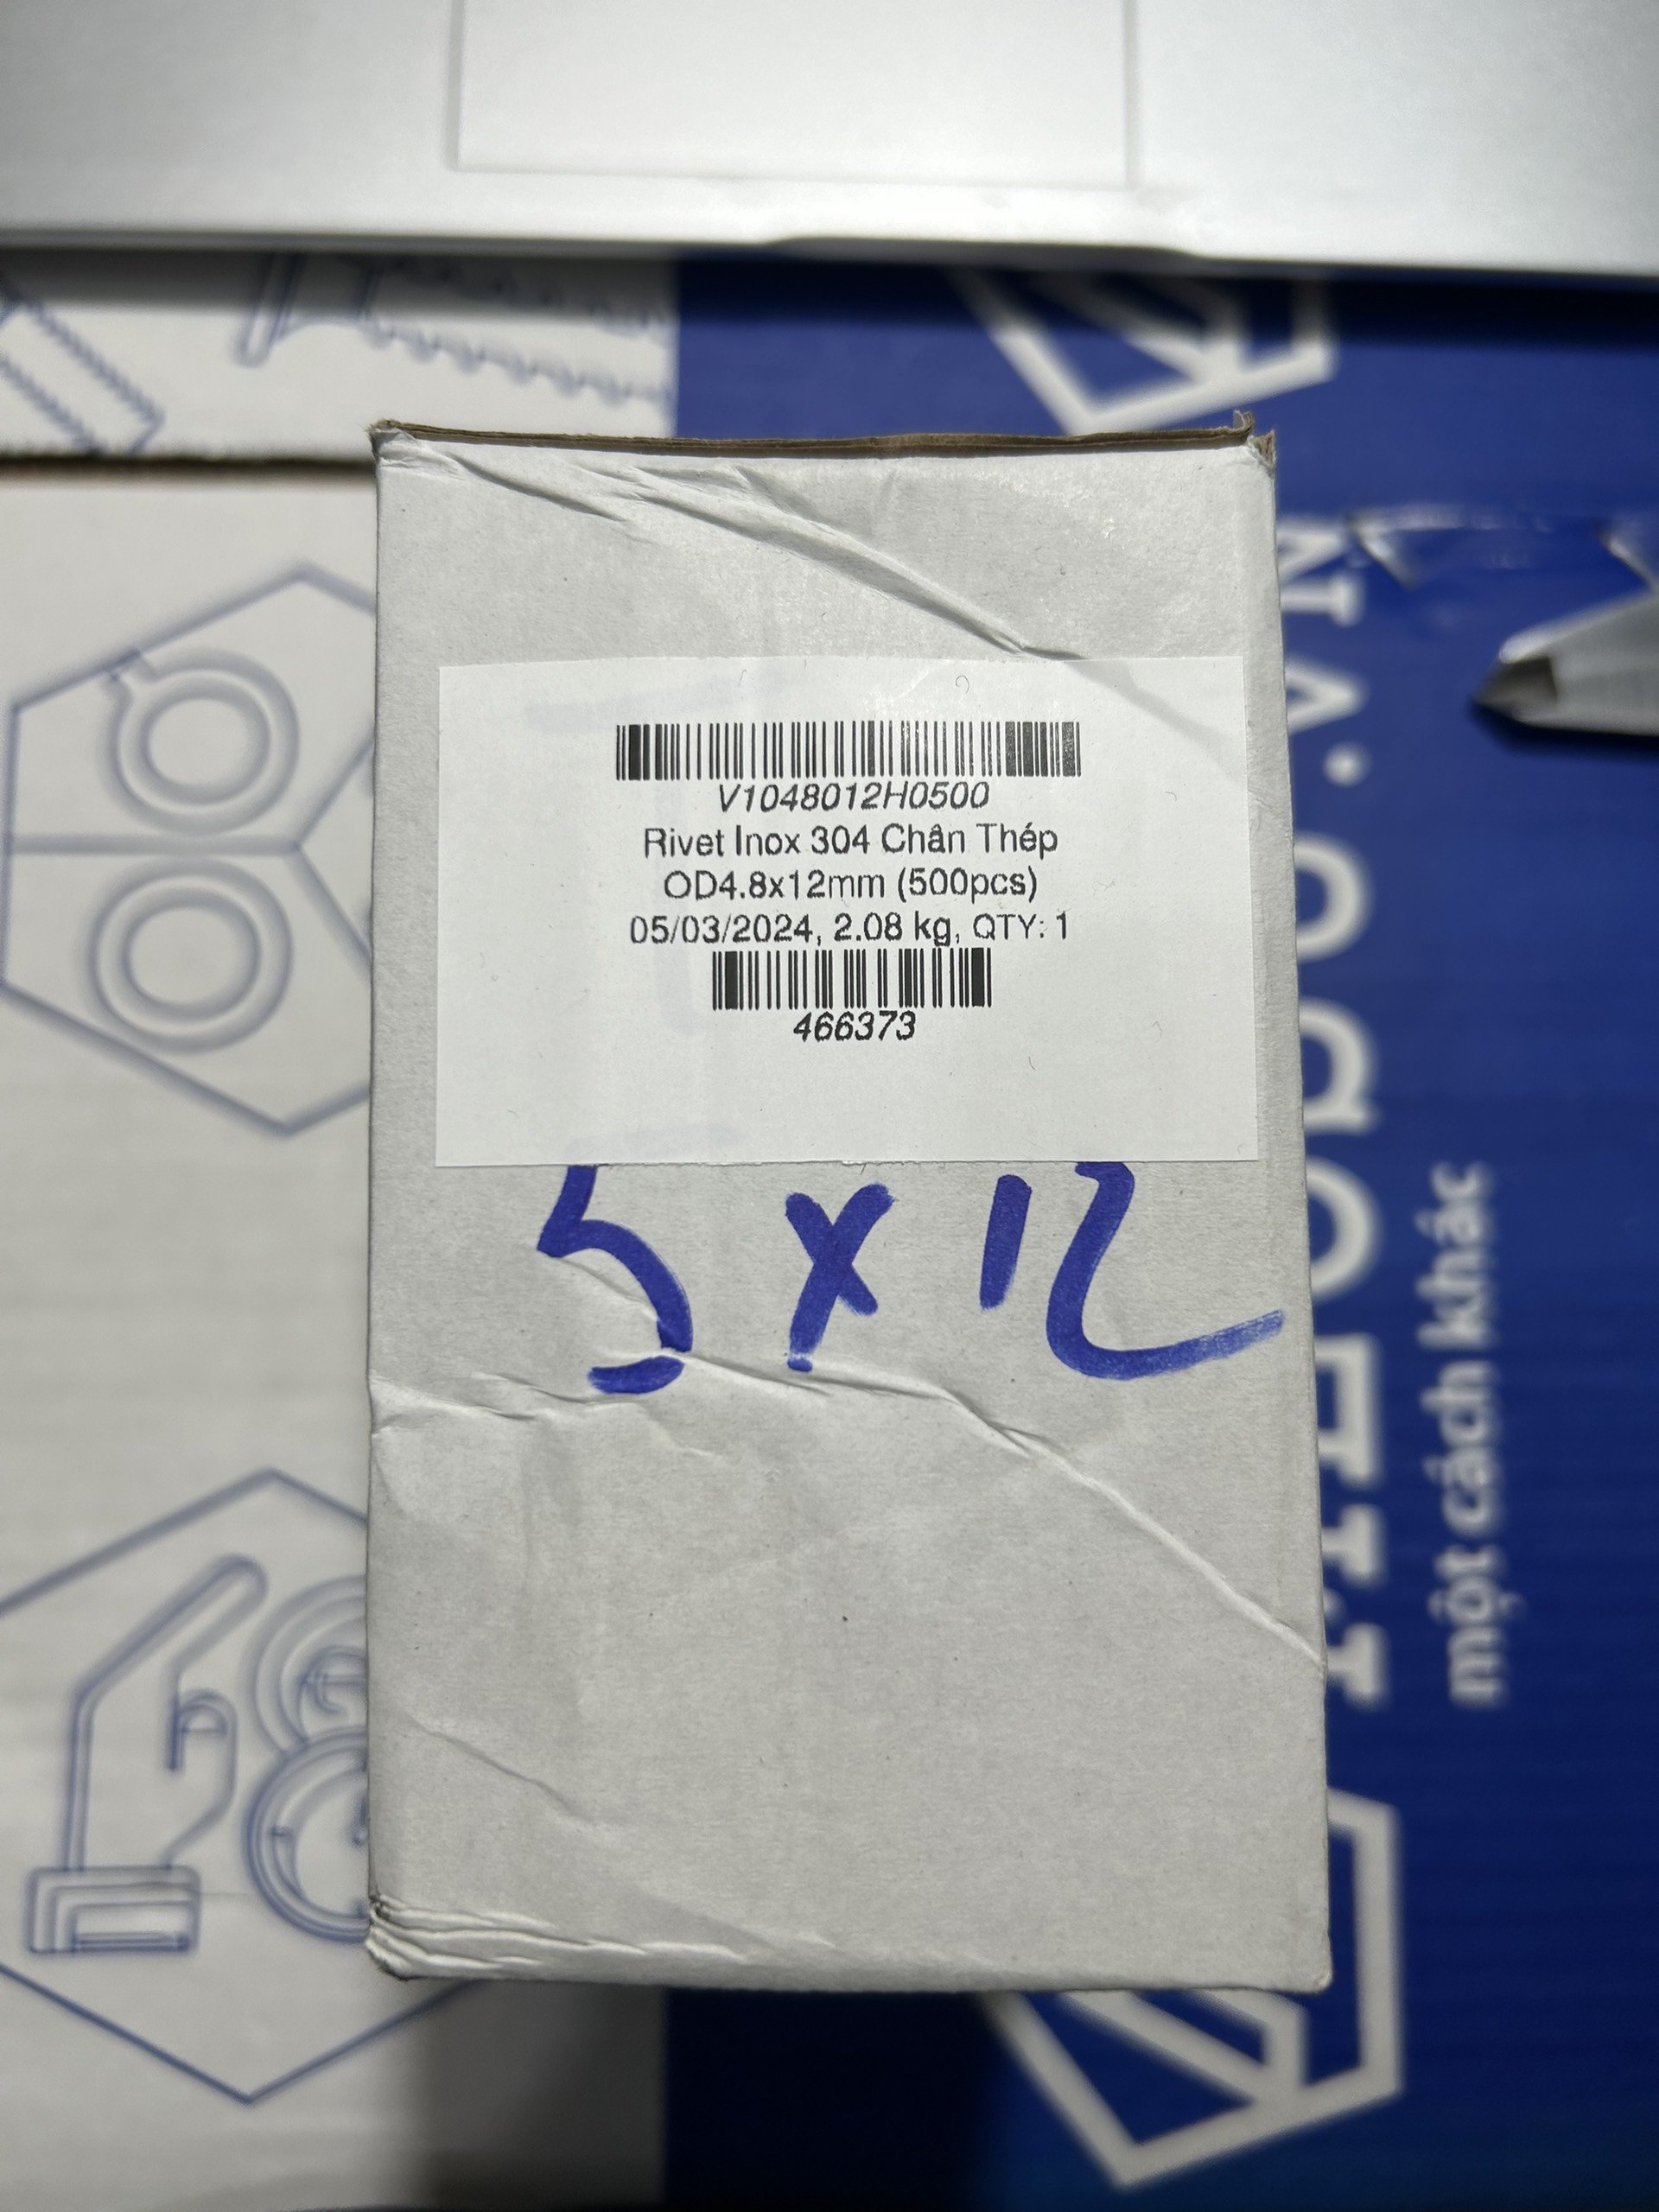 V1048012H0500
Rivet Inox 304 Chân Thép
OD4.8x12mm (500pcs)
05/03/2024, 2.08 kg, QTY: 1
466373
5 x 12
một cách khác